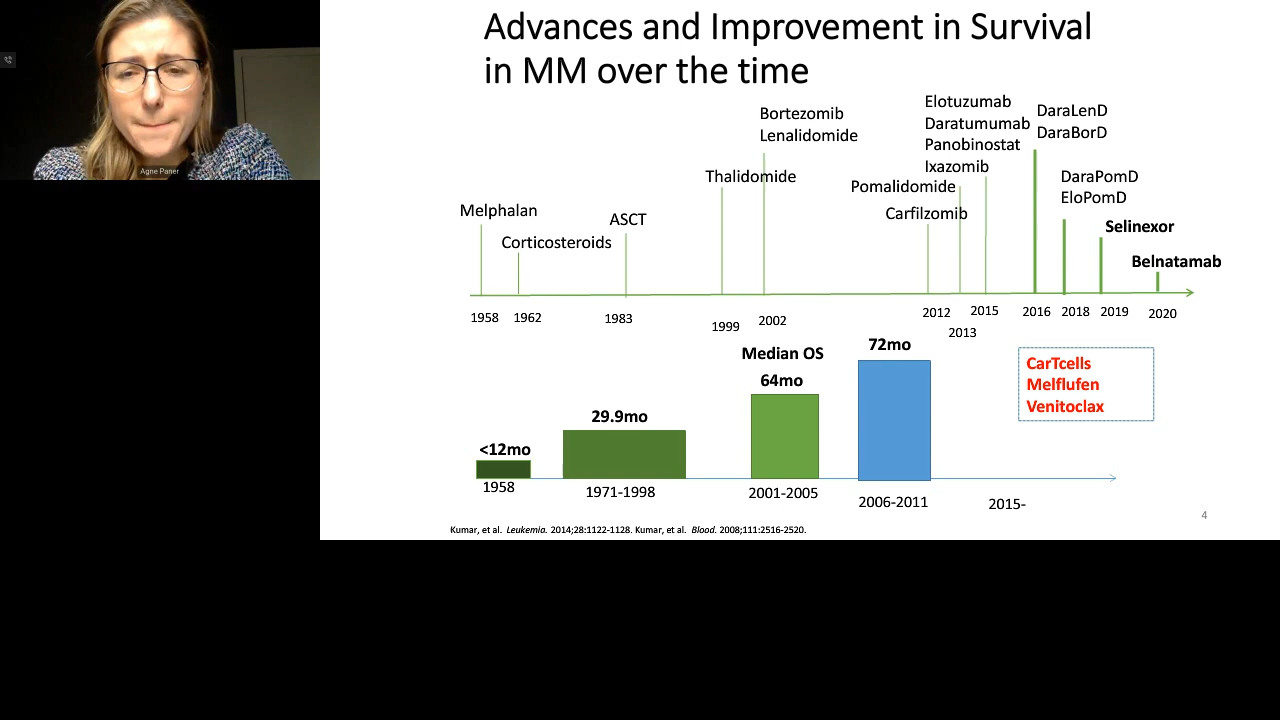 Agne Paner
Advances and Improvement in Survival
in MM over the time
Melphalan
Corticosteroids
ASCT
Thalidomide
Bortezomib
Lenalidomide
Pomalidomide
Carfilzomib
Elotuzumab
Daratumumab
Panobinostat
Ixazomib
DaraLenD
DaraBorD
DaraPomD
EloPomD
Selinexor
Belnatamab
1958
1962
1983
1999
2002
2012
2013
2015
2016
2018
2019
2020
Median OS
<12mo
29.9mo
64mo
72mo
1958
1971-1998
2001-2005
2006-2011
2015-
CarTcells
Melflufen
Venitoclax
Kumar, et al. Leukemia. 2014;28:1122-1128. Kumar, et al. Blood. 2008;111:2516-2520.
4